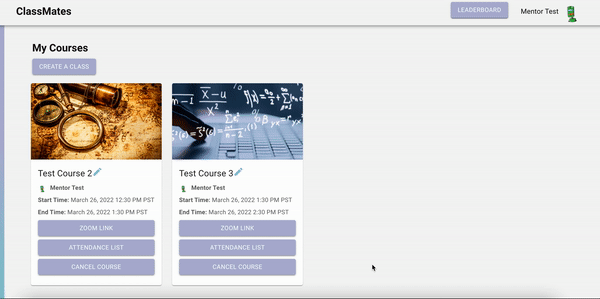 ClassMates
LEADERBOARD
Mentor Test
My Courses
CREATE A CLASS
Test Course 2
Mentor Test
Start Time: March 26, 2022 12:30 PM PST
End Time: March 26, 2022 1:30 PM PST
ZOOM LINK
ATTENDANCE LIST
CANCEL COURSE
Test Course 3
Mentor Test
Start Time: March 26, 2022 1:30 PM PST
End Time: March 26, 2022 2:30 PM PST
ZOOM LINK
ATTENDANCE LIST
CANCEL COURSE